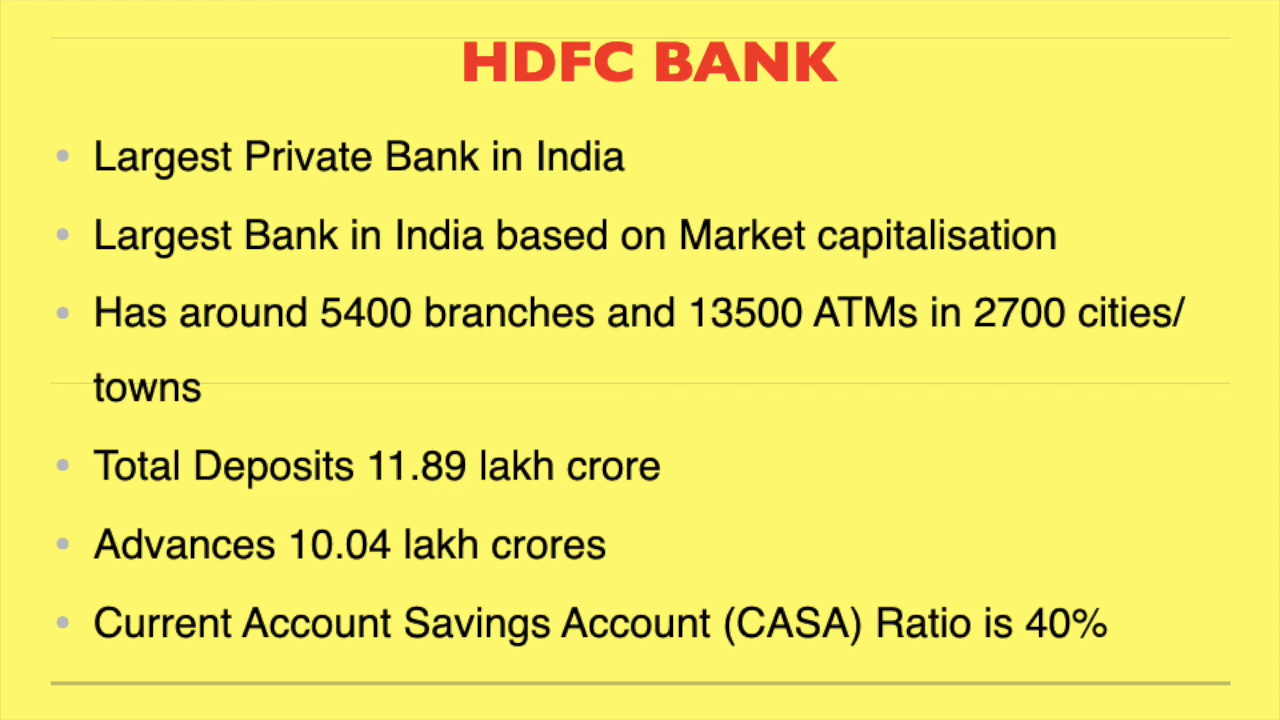 HDFC BANK
• Largest Private Bank in India
• Largest Bank in India based on Market capitalisation
• Has around 5400 branches and 13500 ATMs in 2700 cities/
towns
• Total Deposits 11.89 lakh crore
• Advances 10.04 lakh crores
• Current Account Savings Account (CASA) Ratio is 40%